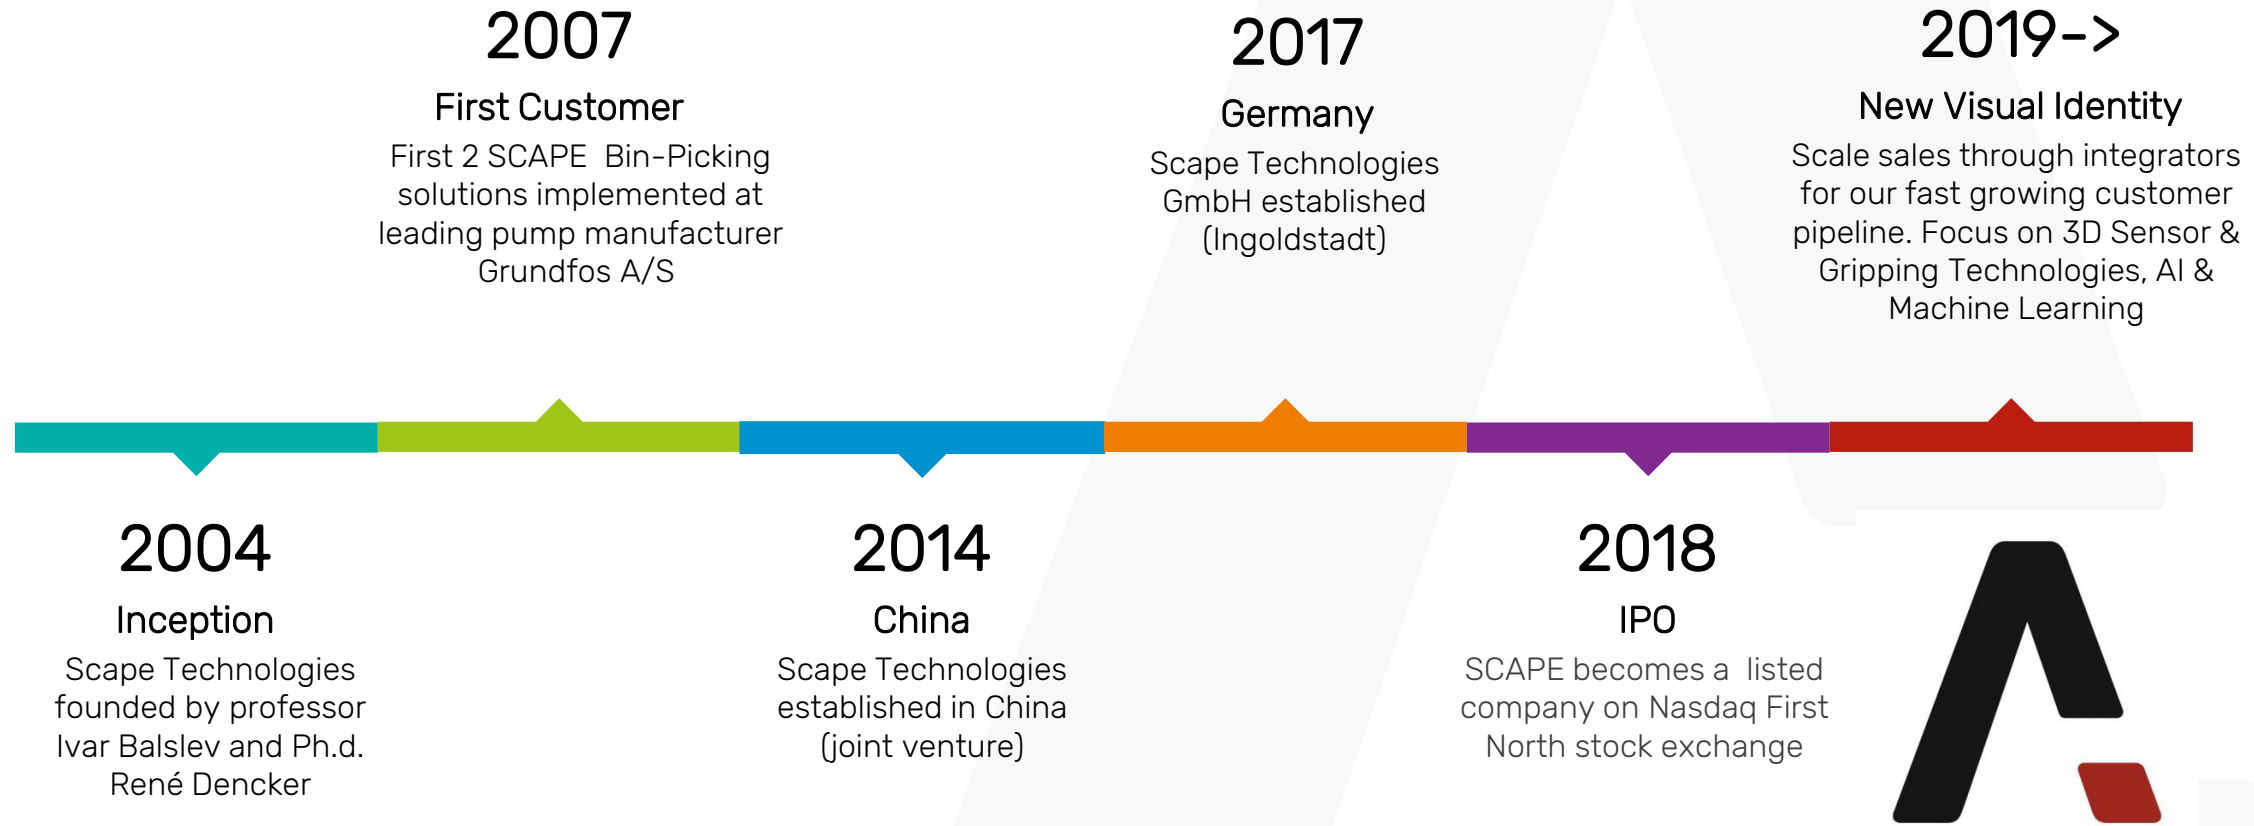 2007
First Customer
First 2 SCAPE  Bin-Picking
solutions implemented at
leading pump manufacturer
Grundfos A/S
2017
Germany
Scape Technologies
GmbH established
(Ingoldstadt)
2019->
New Visual Identity
Scale sales through integrators
for our fast growing customer
pipeline. Focus on 3D Sensor &
Gripping Technologies, AI &
Machine Learning
2004
Inception
Scape Technologies
founded by professor
Ivar Balslev and Ph.d.
René Dencker
2014
China
Scape Technologies
established in China
(joint venture)
2018
IPO
SCAPE becomes a  listed
company on Nasdaq First
North stock exchange